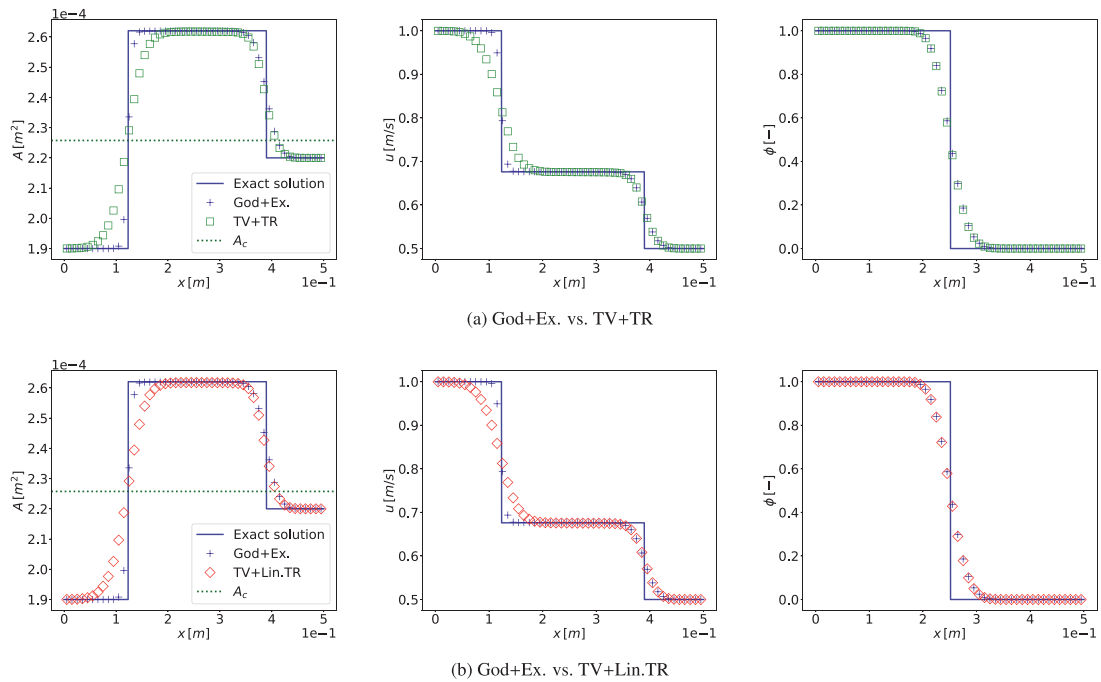 1e−4
2.6
2.5
2.4
2.3
2.2
2.1
2.0
1.9
A [m²]
Exact solution
God+Ex.
TV+TR
A_c
0 1 2 3 4 5
x [m]
1e−1
1.0
0.9
0.8
0.7
0.6
0.5
u [m/s]
0 1 2 3 4 5
x [m]
1e−1
1.0
0.8
0.6
0.4
0.2
0.0
ϕ [−]
0 1 2 3 4 5
x [m]
1e−1
(a) God+Ex. vs. TV+TR
1e−4
2.6
2.5
2.4
2.3
2.2
2.1
2.0
1.9
A [m²]
Exact solution
God+Ex.
TV+Lin.TR
A_c
0 1 2 3 4 5
x [m]
1e−1
1.0
0.9
0.8
0.7
0.6
0.5
u [m/s]
0 1 2 3 4 5
x [m]
1e−1
1.0
0.8
0.6
0.4
0.2
0.0
ϕ [−]
0 1 2 3 4 5
x [m]
1e−1
(b) God+Ex. vs. TV+Lin.TR